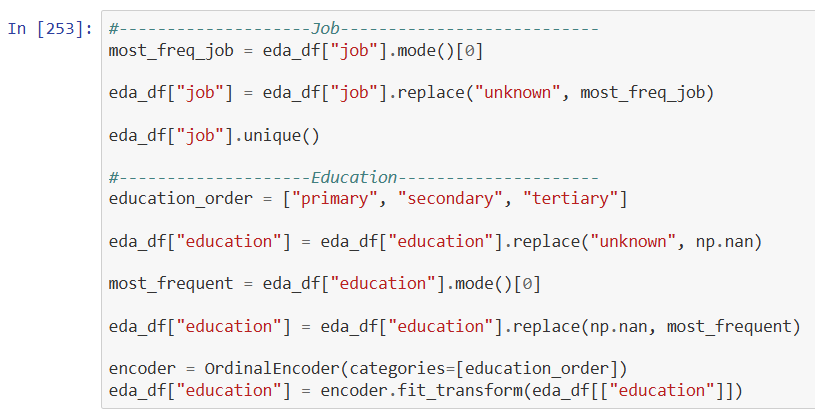 In [253]:
#--------------------Job---------------------------
most_freq_job = eda_df["job"].mode()[0]
eda_df["job"] = eda_df["job"].replace("unknown", most_freq_job)
eda_df["job"].unique()
#--------------------Education---------------------
education_order = ["primary", "secondary", "tertiary"]
eda_df["education"] = eda_df["education"].replace("unknown", np.nan)
most_frequent = eda_df["education"].mode()[0]
eda_df["education"] = eda_df["education"].replace(np.nan, most_frequent)
encoder = OrdinalEncoder(categories=[education_order])
eda_df["education"] = encoder.fit_transform(eda_df[["education"]])